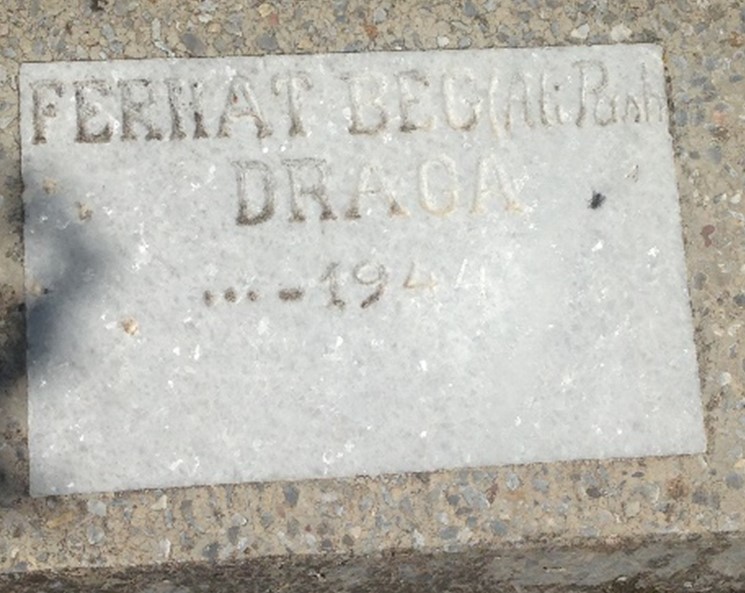 FERHAT BEG (Ali Pash
DRAGA
... - 1944